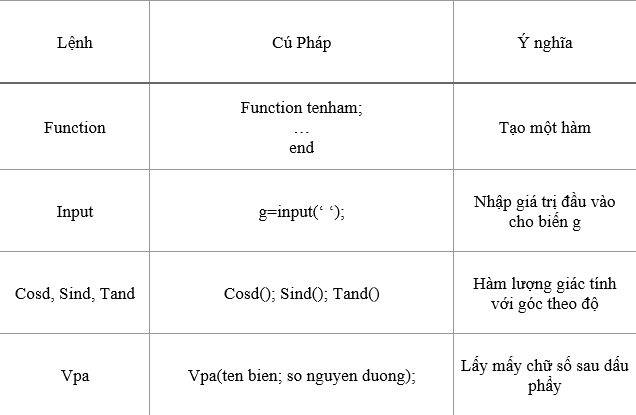 Lệnh
Cú Pháp
Ý nghĩa
Function
Function tenham;
…
end
Tạo một hàm
Input
g=input(‘ ‘);
Nhập giá trị đầu vào
cho biến g
Cosd, Sind, Tand
Cosd(); Sind(); Tand()
Hàm lượng giác tính
với góc theo độ
Vpa
Vpa(ten bien; so nguyen duong);
Lấy mấy chữ số sau dấu
phẩy